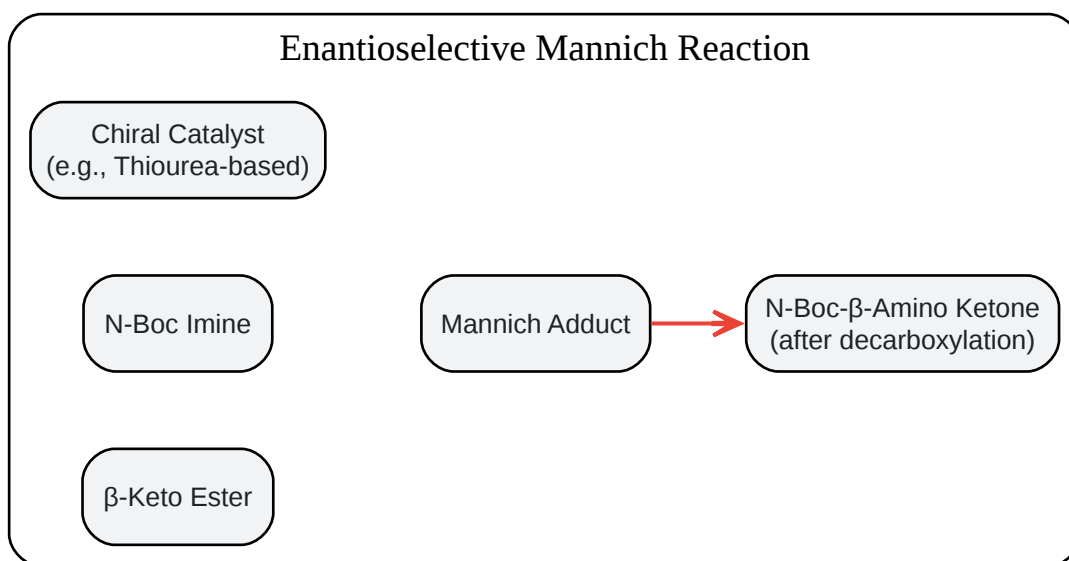 Enantioselective Mannich Reaction
Chiral Catalyst
(e.g., Thiourea-based)
N-Boc Imine
Mannich Adduct
N-Boc-β-Amino Ketone
(after decarboxylation)
β-Keto Ester